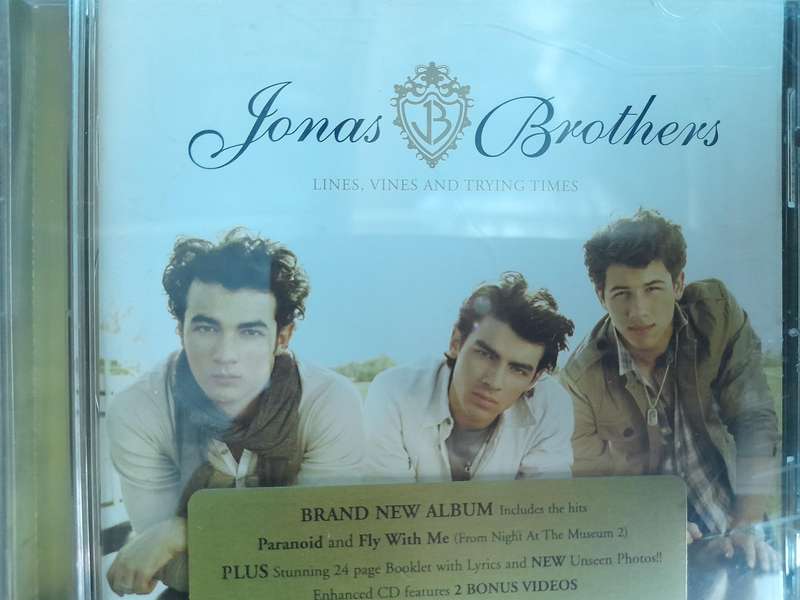 Jonas JB Brothers
LINES, VINES AND TRYING TIMES
BRAND NEW ALBUM Includes the hits
Paranoid and Fly With Me (From Night At The Museum 2)
PLUS Stunning 24 page Booklet with Lyrics and NEW Unseen Photos!!
Enhanced CD features 2 BONUS VIDEOS